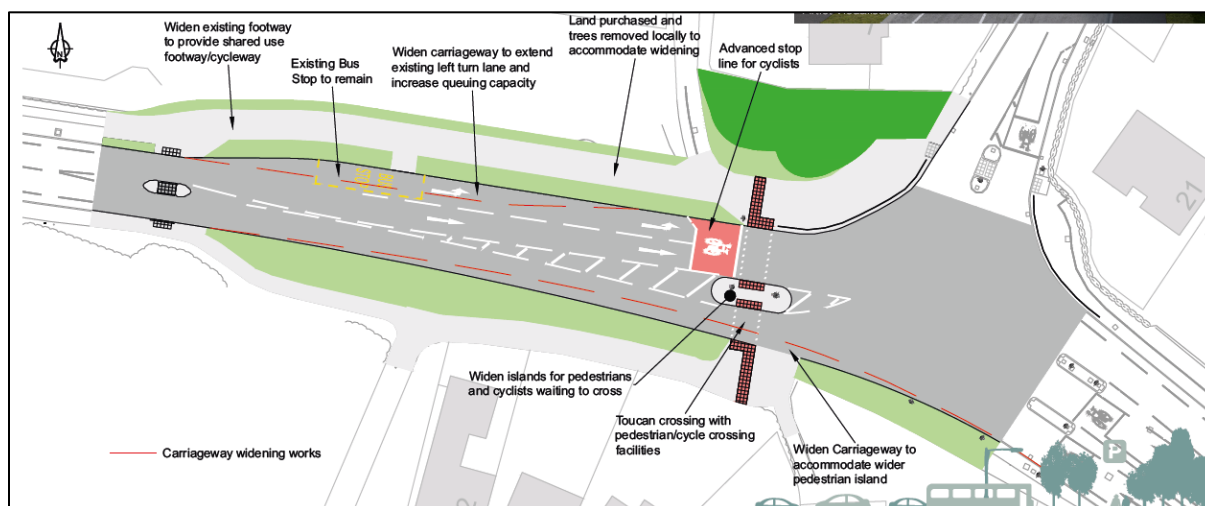 Widen existing footway
to provide shared use
footway/cycleway
Existing Bus
Stop to remain
Widen carriageway to extend
existing left turn lane and
increase queuing capacity
Land purchased and
trees removed locally to
accommodate widening
Advanced stop
line for cyclists
N
21
Widen islands for pedestrians
and cyclists waiting to cross
Toucan crossing with
pedestrian/cycle crossing
facilities
Widen Carriageway to
accommodate wider
pedestrian island
Carriageway widening works
P